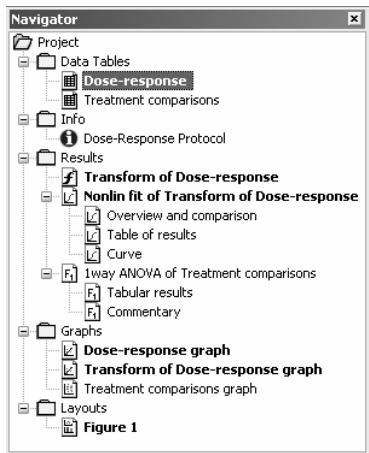 Navigator
Project
Data Tables
Dose-response
Treatment comparisons
Info
Dose-Response Protocol
Results
Transform of Dose-response
Nonlin fit of Transform of Dose-response
Overview and comparison
Table of results
Curve
1way ANOVA of Treatment comparisons
Tabular results
Commentary
Graphs
Dose-response graph
Transform of Dose-response graph
Treatment comparisons graph
Layouts
Figure 1